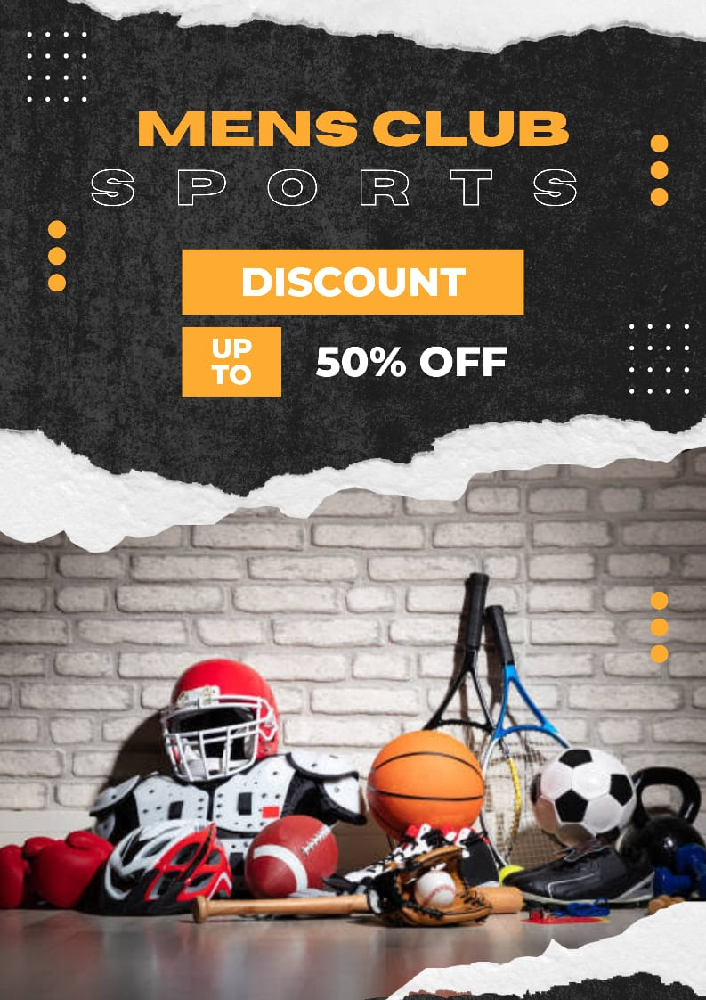 MENS CLUB
SPORTS
DISCOUNT
UP
TO
50% OFF